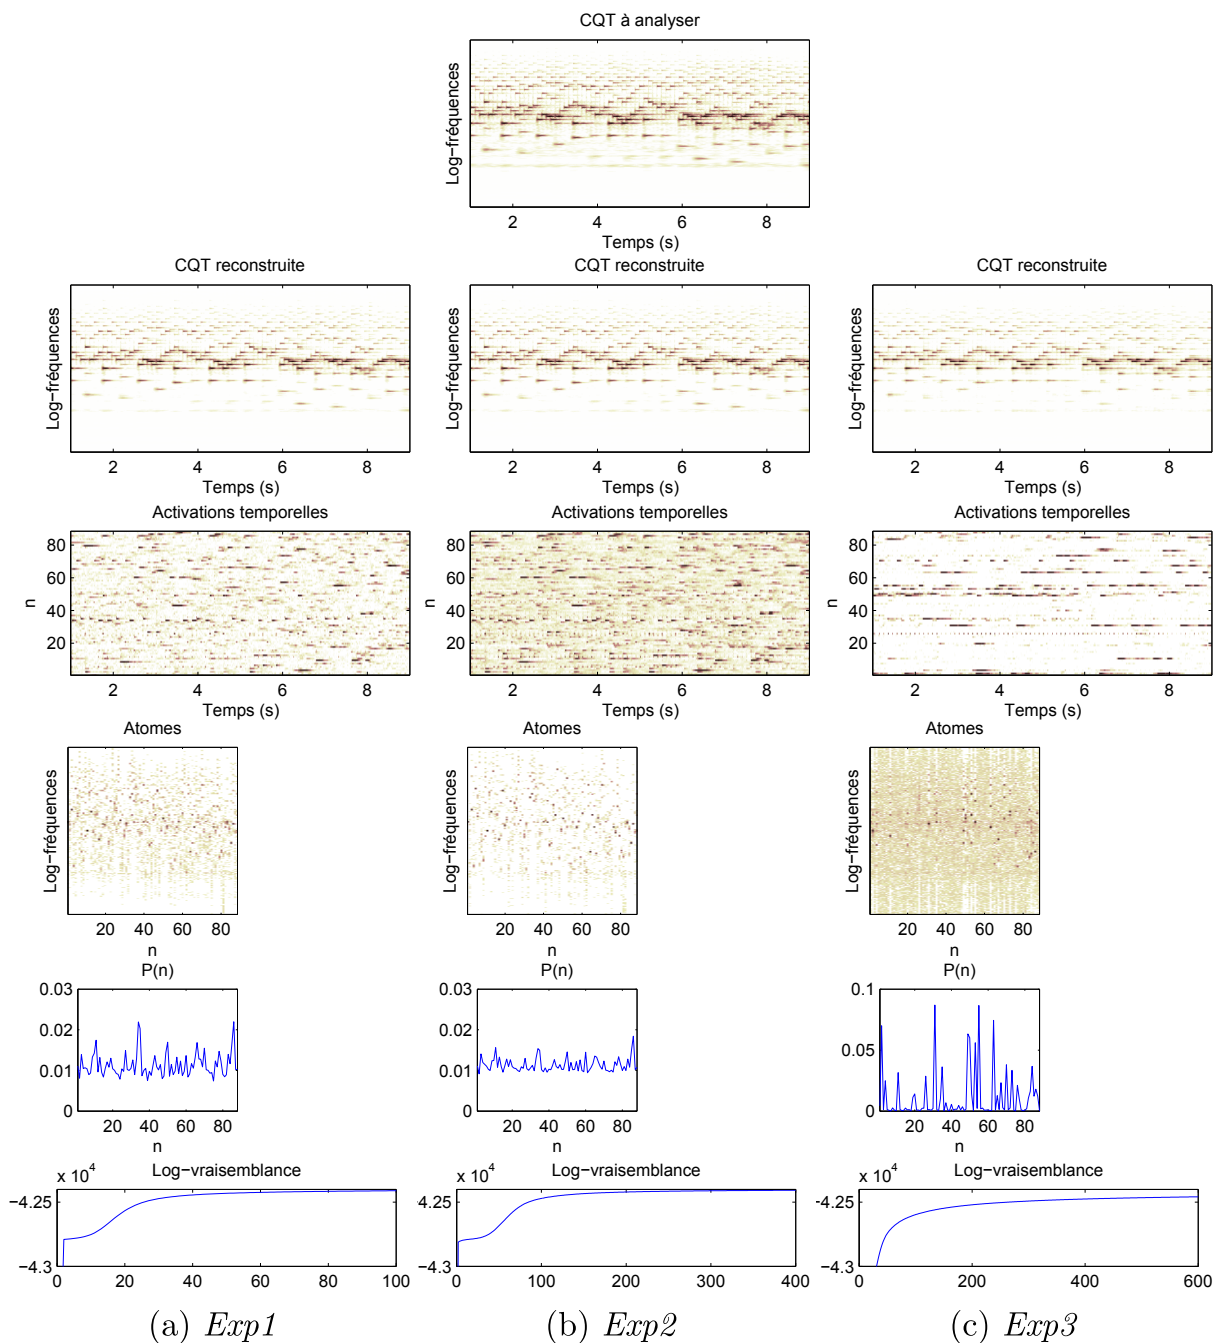 CQT à analyser
Log-fréquences
2 4 6 8
Temps (s)
CQT reconstruite CQT reconstruite CQT reconstruite
Log-fréquences Log-fréquences Log-fréquences
2 4 6 8 2 4 6 8 2 4 6 8
Temps (s) Temps (s) Temps (s)
Activations temporelles Activations temporelles Activations temporelles
80 80 80
60 60 60
n n n
40 40 40
20 20 20
2 4 6 8 2 4 6 8 2 4 6 8
Temps (s) Temps (s) Temps (s)
Atomes Atomes Atomes
Log-fréquences Log-fréquences Log-fréquences
20 40 60 80 20 40 60 80 20 40 60 80
n n n
P(n) P(n) P(n)
0.03 0.03 0.1
0.02 0.02
0.05
0.01 0.01
0 0 0
20 40 60 80 20 40 60 80 20 40 60 80
n n n
x 10^4 Log-vraisemblance x 10^4 Log-vraisemblance x 10^4 Log-vraisemblance
-4.25 -4.25 -4.25
-4.3 -4.3 -4.3
0 20 40 60 80 100 0 100 200 300 400 0 200 400 600
(a) Exp1 (b) Exp2 (c) Exp3